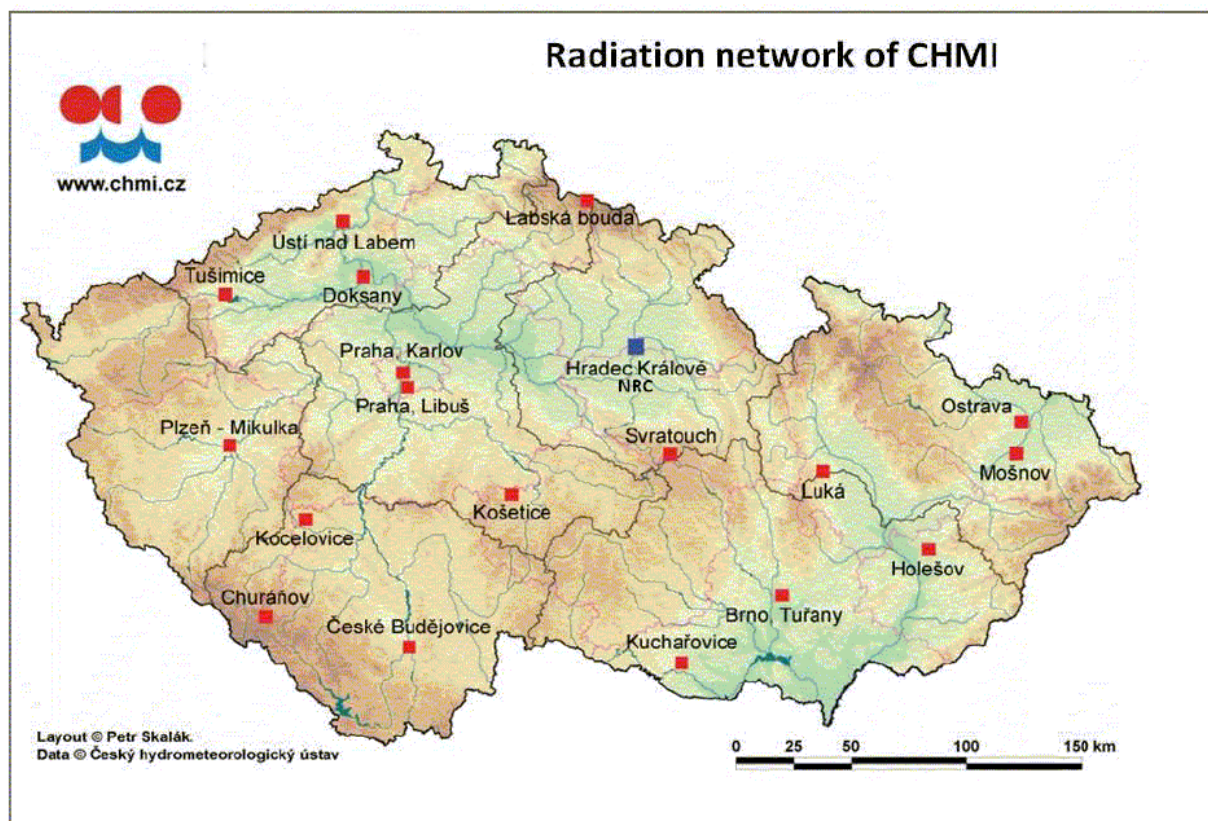 Radiation network of CHMI
www.chmi.cz
Labská bouda
Ústí nad Labem
Tušimice
Doksany
Praha, Karlov
Hradec Králové
NRC
Praha, Libuš
Ostrava
Plzeň - Mikulka
Svratouch
Mošnov
Luká
Košetice
Kocelovice
Holešov
Churáňov
Brno, Tuřany
České Budějovice
Kuchařovice
Layout © Petr Skalák.
Data © Český hydrometeorologický ústav
0 25 50 100 150 km